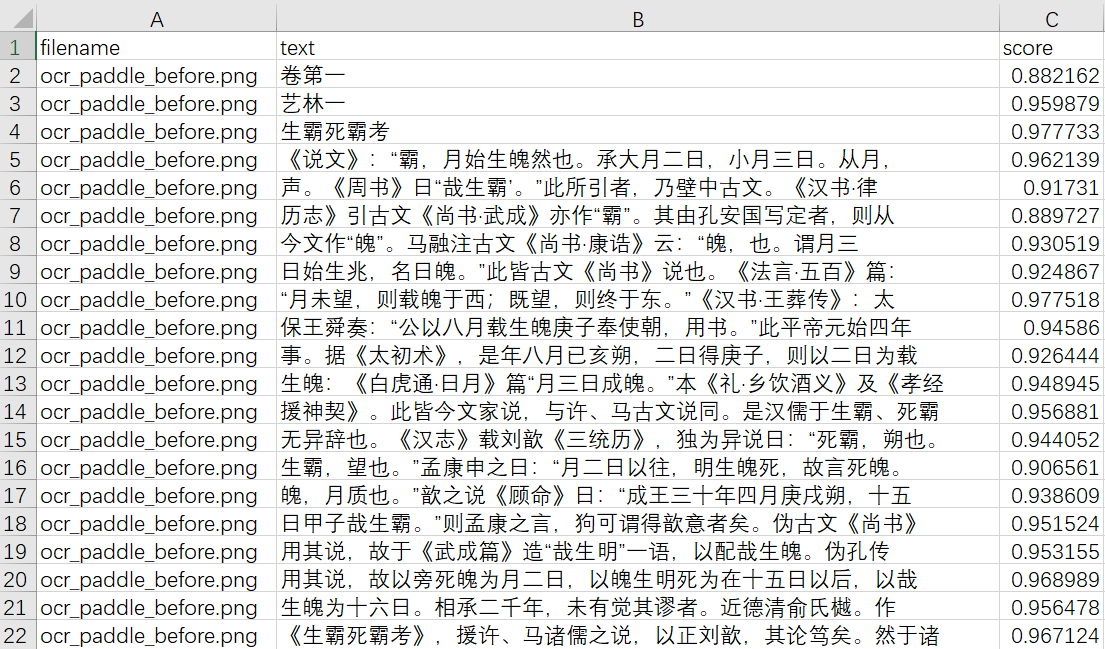 A B C
1 filename text score
2 ocr_paddle_before.png 卷第一 0.882162
3 ocr_paddle_before.png 艺林一 0.959879
4 ocr_paddle_before.png 生霸死霸考 0.977733
5 ocr_paddle_before.png 《说文》：“霸，月始生魄然也。承大月二日，小月三日。从月， 0.962139
6 ocr_paddle_before.png 声。《周书》日“哉生霸’。”此所引者，乃壁中古文。《汉书·律 0.91731
7 ocr_paddle_before.png 历志》引古文《尚书·武成》亦作“霸”。其由孔安国写定者，则从 0.889727
8 ocr_paddle_before.png 今文作“魄”。马融注古文《尚书·康诰》云：“魄，也。谓月三 0.930519
9 ocr_paddle_before.png 日始生兆，名日魄。”此皆古文《尚书》说也。《法言·五百》篇： 0.924867
10 ocr_paddle_before.png “月未望，则载魄于西；既望，则终于东。”《汉书·王莽传》：太 0.977518
11 ocr_paddle_before.png 保王舜奏：“公以八月载生魄庚子奉使朝，用书。”此平帝元始四年 0.94586
12 ocr_paddle_before.png 事。据《太初术》，是年八月已亥朔，二日得庚子，则以二日为载 0.926444
13 ocr_paddle_before.png 生魄：《白虎通·日月》篇“月三日成魄。”本《礼·乡饮酒义》及《孝经 0.948945
14 ocr_paddle_before.png 援神契》。此皆今文家说，与许、马古文说同。是汉儒于生霸、死霸 0.956881
15 ocr_paddle_before.png 无异辞也。《汉志》载刘歆《三统历》，独为异说日：“死霸，朔也。 0.944052
16 ocr_paddle_before.png 生霸，望也。”孟康申之日：“月二日以往，明生魄死，故言死魄。 0.906561
17 ocr_paddle_before.png 魄，月质也。”歆之说《顾命》日：“成王三十年四月庚戌朔，十五 0.938609
18 ocr_paddle_before.png 日甲子哉生霸。”则孟康之言，狗可谓得歆意者矣。伪古文《尚书》 0.951524
19 ocr_paddle_before.png 用其说，故于《武成篇》造“哉生明”一语，以配哉生魄。伪孔传 0.953155
20 ocr_paddle_before.png 用其说，故以旁死魄为月二日，以魄生明死为在十五日以后，以哉 0.968989
21 ocr_paddle_before.png 生魄为十六日。相承二千年，未有觉其谬者。近德清俞氏樾。作 0.956478
22 ocr_paddle_before.png 《生霸死霸考》，援许、马诸儒之说，以正刘歆，其论笃矣。然于诸 0.967124